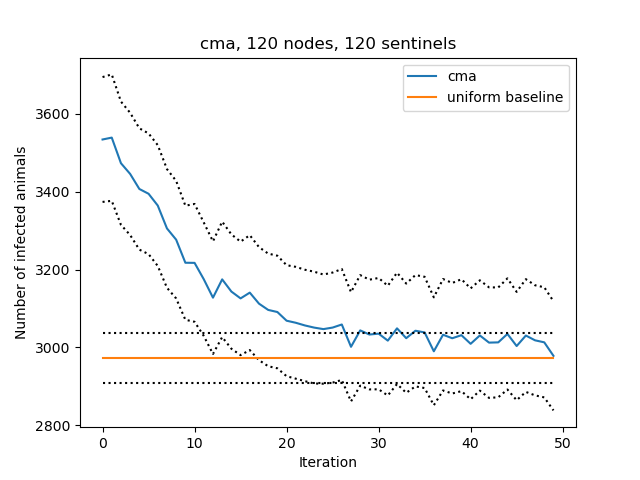 cma, 120 nodes, 120 sentinels
cma
uniform baseline
Number of infected animals
3600
3400
3200
3000
2800
0 10 20 30 40 50
Iteration